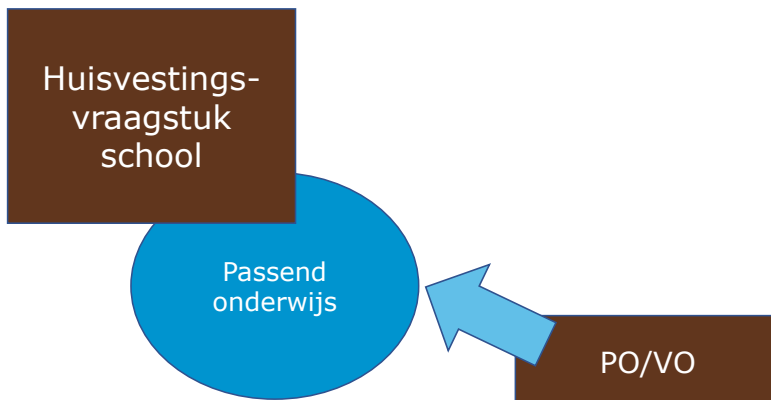 Huisvestings-
vraagstuk
school
Passend
onderwijs
PO/VO